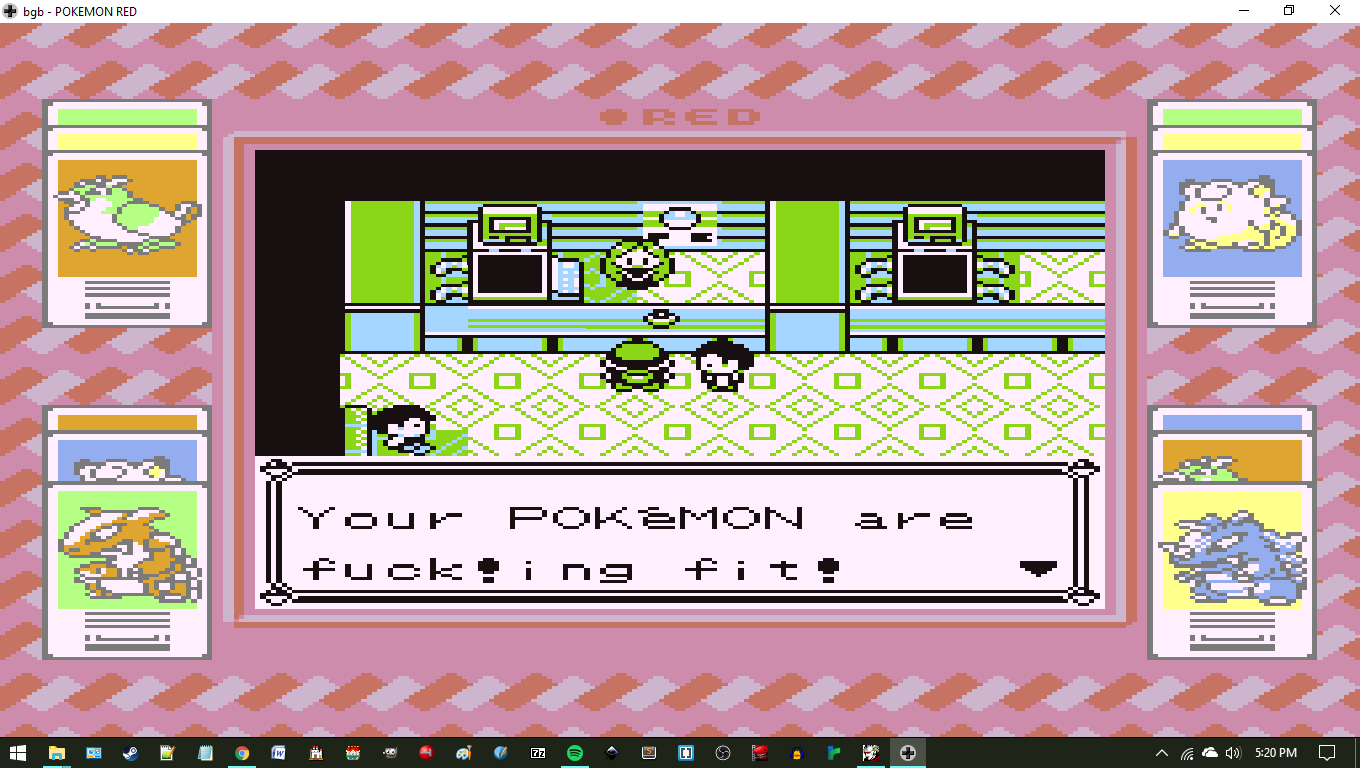 bgb - POKEMON RED
RED
Your POKéMON are
fuck!ing fit!
5:20 PM